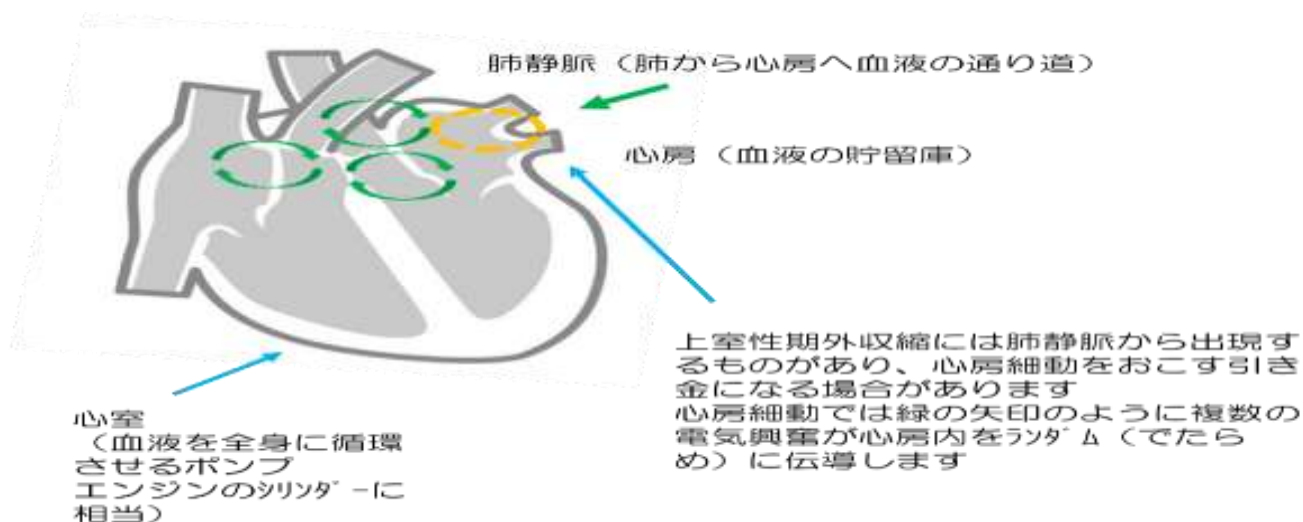 肺静脈（肺から心房へ血液の通り道）
心房（血液の貯留庫）
上室性期外収縮には肺静脈から出現す
るものがあり、心房細動をおこす引き
金になる場合があります
心房細動では緑の矢印のように複数の
電気興奮が心房内をﾗﾝﾀﾞﾑ（でたら
め）に伝導します
心室
（血液を全身に循環
させるポンプ
エンジンのｼﾘﾝﾀﾞｰに
相当）